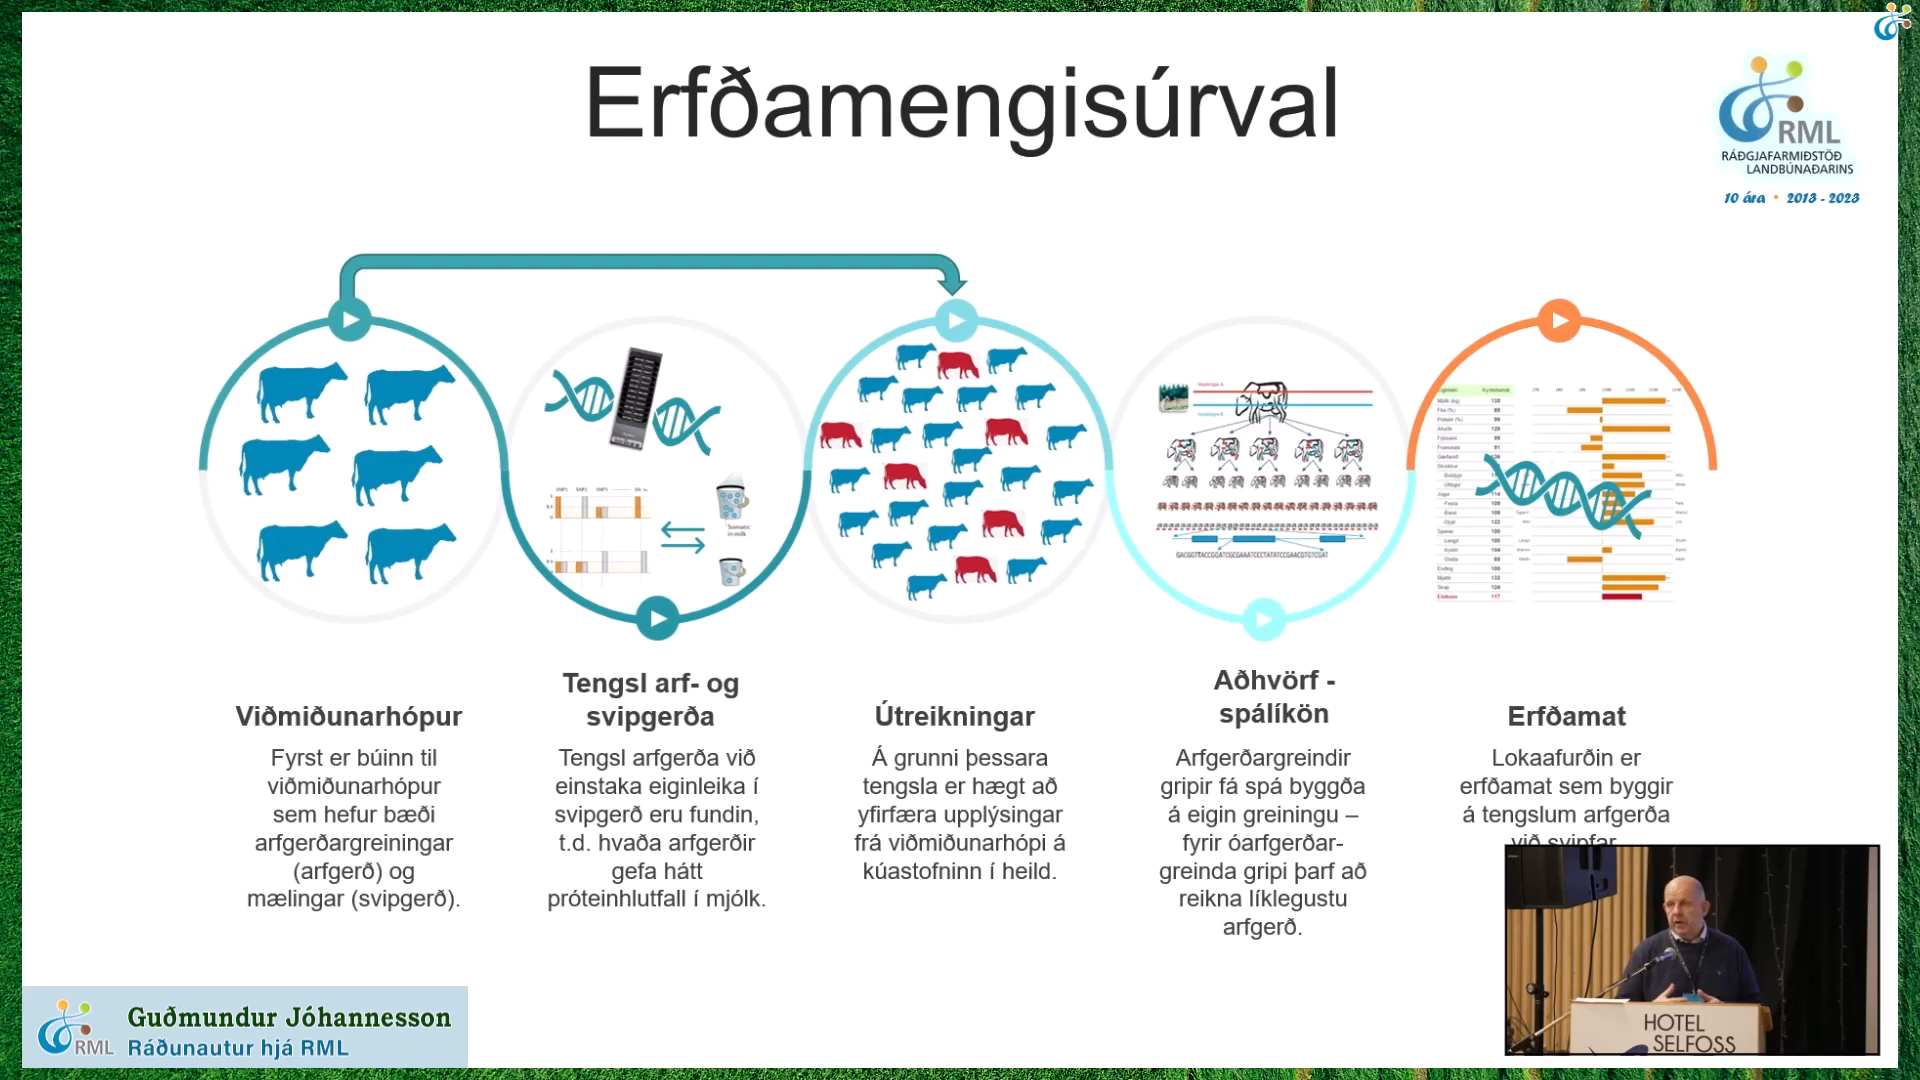 Erfðamengisúrval
RML
RÁÐGJAFARMIÐSTÖÐ
LANDBÚNAÐARINS
10 ára • 2013 - 2023
Viðmiðunarhópur
Fyrst er búinn til
viðmiðunarhópur
sem hefur bæði
arfgerðargreiningar
(arfgerð) og
mælingar (svipgerð).
Tengsl arf- og
svipgerða
Tengsl arfgerða við
einstaka eiginleika í
svipgerð eru fundin,
t.d. hvaða arfgerðir
gefa hátt
próteinhlutfall í mjólk.
Útreikningar
Á grunni þessara
tengsla er hægt að
yfirfæra upplýsingar
frá viðmiðunarhópi á
kúastofninn í heild.
Aðhvörf -
spálíkön
Arfgerðargreindir
gripir fá spá byggða
á eigin greiningu –
fyrir óarfgerðar-
greinda gripi þarf að
reikna líklegustu
arfgerð.
Erfðamat
Lokaafurðin er
erfðamat sem byggir
á tengslum arfgerða
við svipfar
Somatic
in milk
Guðmundur Jóhannesson
RML Ráðunautur hjá RML
HOTEL
SELFOSS